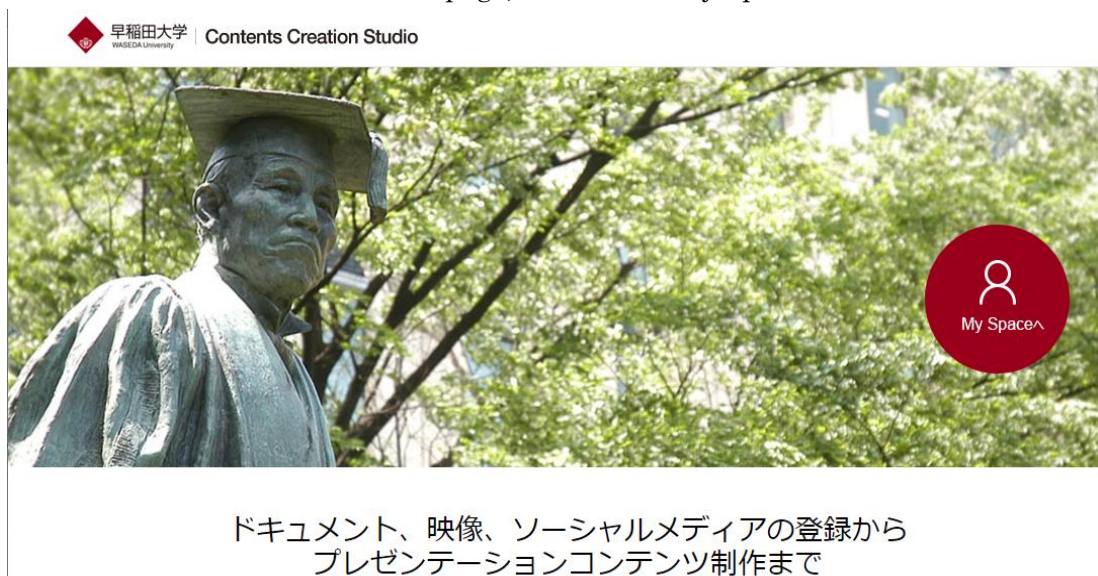 早稲田大学
WASEDA University
Contents Creation Studio
My Spaceへ
ドキュメント、映像、ソーシャルメディアの登録から
プレゼンテーションコンテンツ制作まで